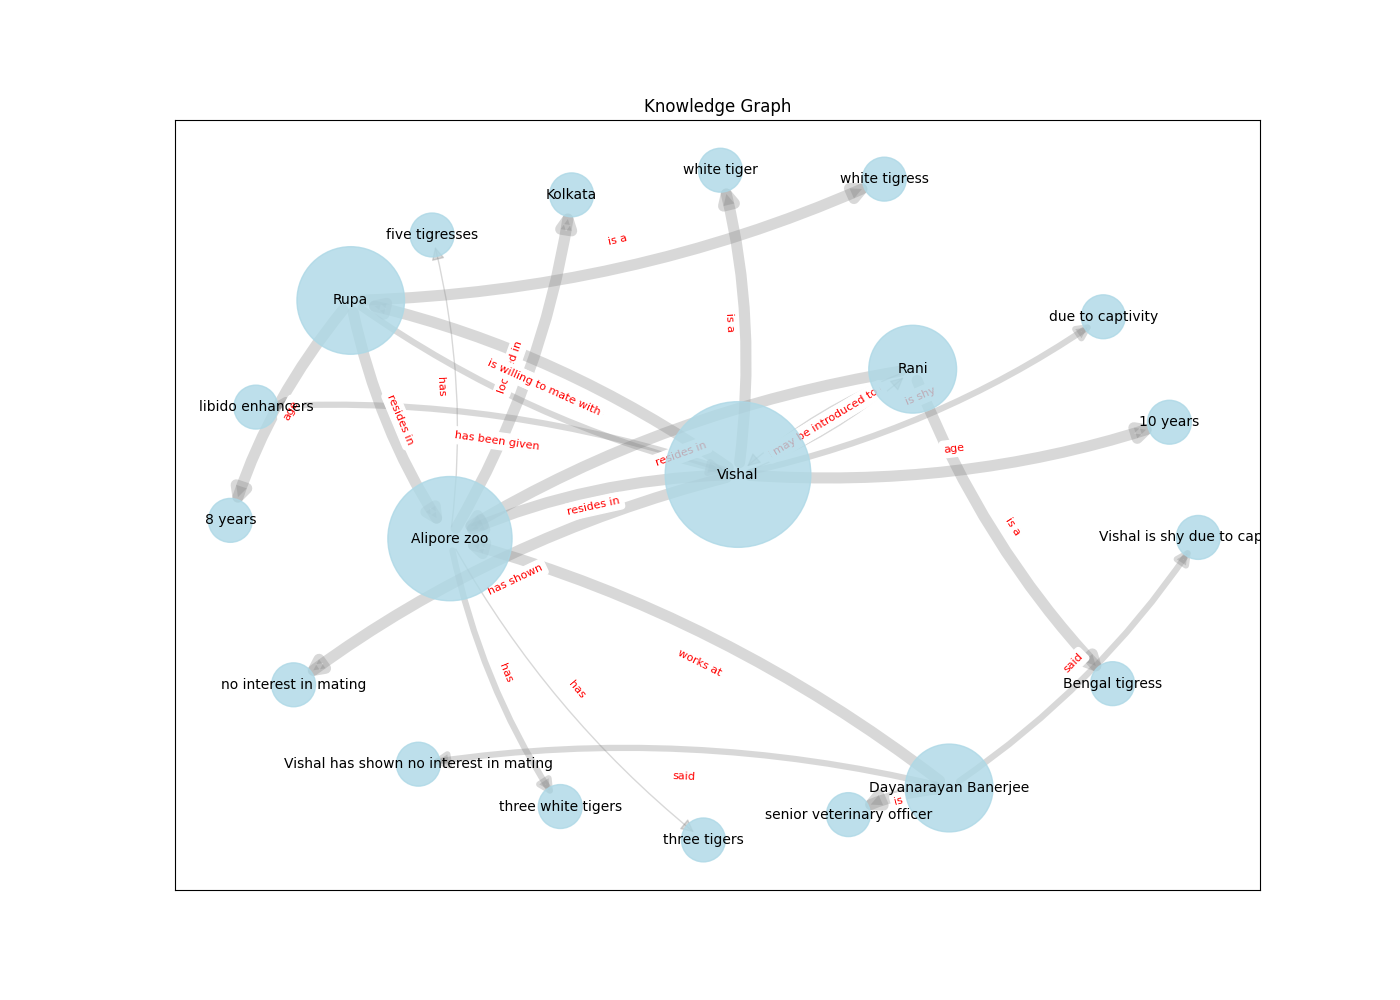 Knowledge Graph
white tiger
white tigress
Kolkata
five tigresses
is a
Rupa
due to captivity
is a
Rani
has
is willing to mate with
is shy
libido enhancers
age
resides in
may be introduced to
10 years
has been given
resides in
age
Vishal
resides in
8 years
is a
Alipore zoo
Vishal is shy due to cap
has shown
works at
said
no interest in mating
has
has
Bengal tigress
Vishal has shown no interest in mating
said
Dayanarayan Banerjee
is
three white tigers
senior veterinary officer
three tigers